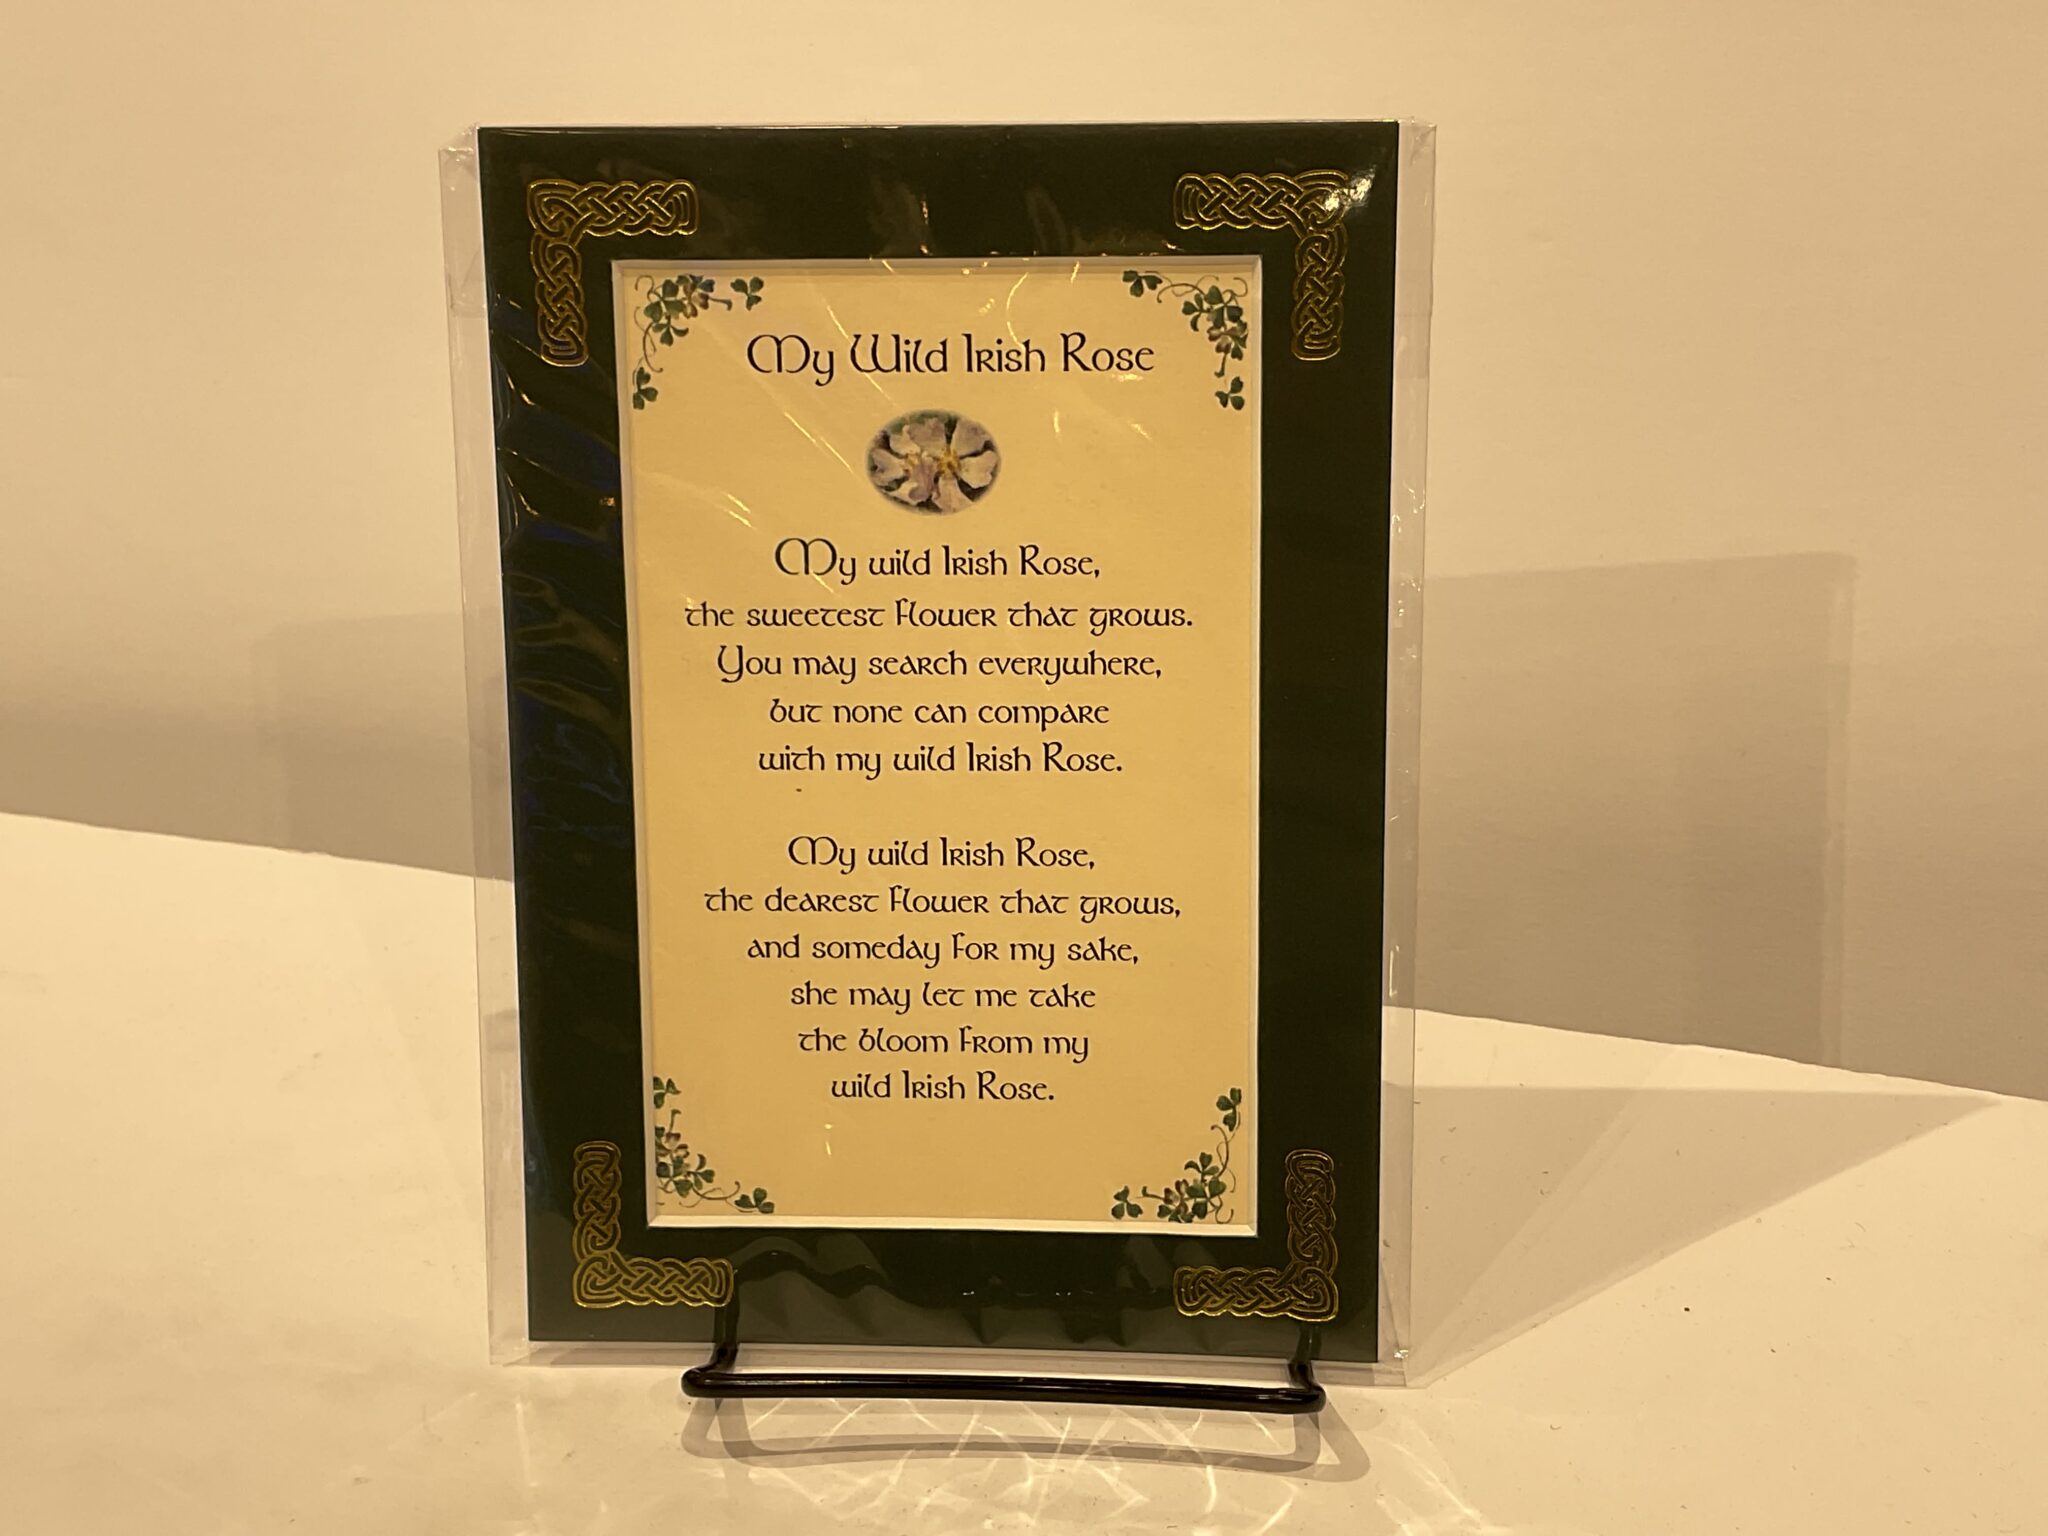 My Wild Irish Rose
My wild Irish Rose,
the sweetest flower that grows.
You may search everywhere,
but none can compare
with my wild Irish Rose.
My wild Irish Rose,
the dearest flower that grows,
and someday for my sake,
she may let me take
the bloom from my
wild Irish Rose.